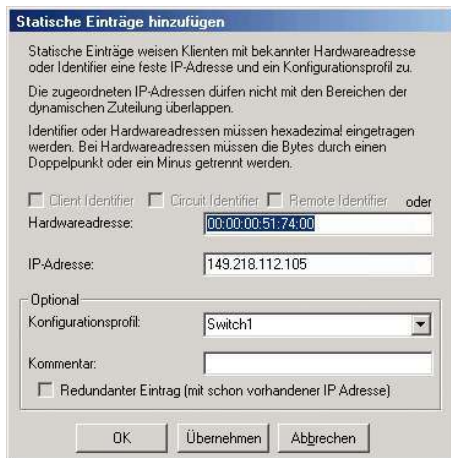 Statische Einträge hinzufügen
Statische Einträge weisen Klienten mit bekannter Hardwareadresse
oder Identifier eine feste IP-Adresse und ein Konfigurationsprofil zu.
Die zugeordneten IP-Adressen dürfen nicht mit den Bereichen der
dynamischen Zuteilung überlappen.
Identifier oder Hardwareadressen müssen hexadezimal eingetragen
werden. Bei Hardwareadressen müssen die Bytes durch einen
Doppelpunkt oder ein Minus getrennt werden.
Client Identifier Circuit Identifier Remote Identifier oder
Hardwareadresse: 00:00:00:51:74:00
IP-Adresse: 149.218.112.105
Optional
Konfigurationsprofil: Switch1
Kommentar:
Redundanter Eintrag (mit schon vorhandener IP Adresse)
OK Übernehmen Abbrechen